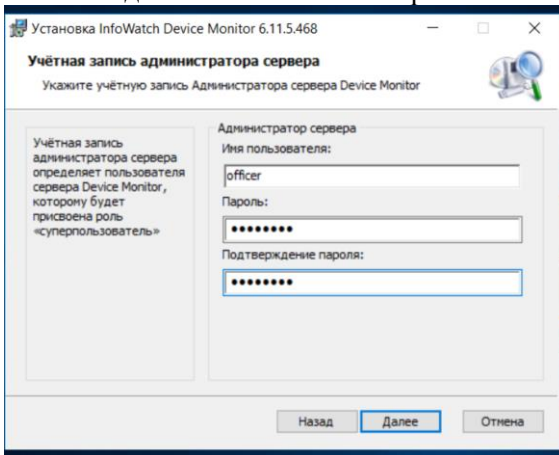 Установка InfoWatch Device Monitor 6.11.5.468
Учётная запись администратора сервера
Укажите учётную запись Администратора сервера Device Monitor
Учётная запись
администратора сервера
определяет пользователя
сервера Device Monitor,
которому будет
присвоена роль
«суперпользователь»
Администратор сервера
Имя пользователя:
officer
Пароль:
••••••••
Подтверждение пароля:
••••••••
Назад
Далее
Отмена